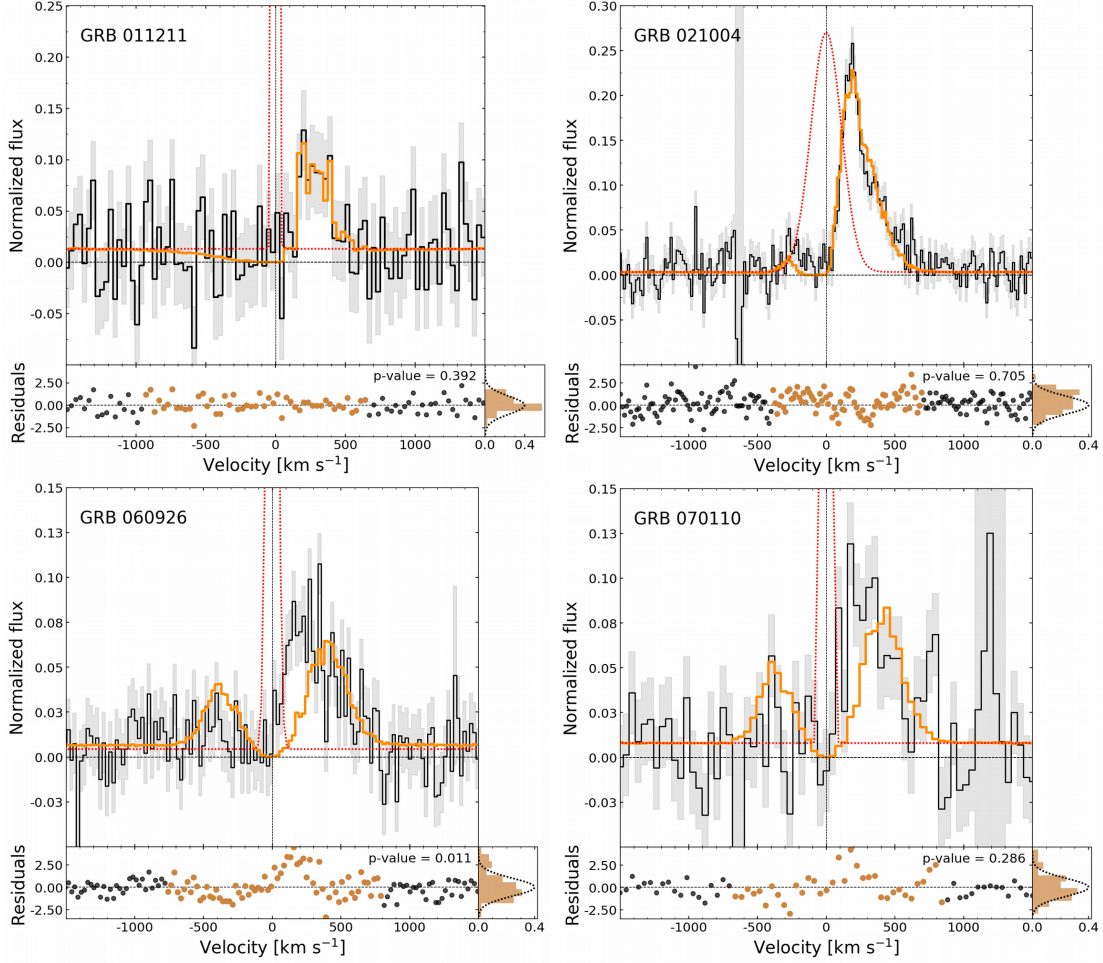 GRB 011211
Normalized flux
0.25
0.20
0.15
0.10
0.05
0.00
-0.05
Residuals
2.50
0.00
-2.50
p-value = 0.392
-1000 -500 0 500 1000 0.0 0.4
Velocity [km s⁻¹]
GRB 021004
Normalized flux
0.30
0.25
0.20
0.15
0.10
0.05
0.00
-0.05
Residuals
2.50
0.00
-2.50
p-value = 0.705
-1000 -500 0 500 1000 0.0 0.4
Velocity [km s⁻¹]
GRB 060926
Normalized flux
0.15
0.13
0.10
0.08
0.05
0.03
0.00
-0.03
Residuals
2.50
0.00
-2.50
p-value = 0.011
-1000 -500 0 500 1000 0.0 0.4
Velocity [km s⁻¹]
GRB 070110
Normalized flux
0.15
0.13
0.10
0.08
0.05
0.03
0.00
-0.03
Residuals
2.50
0.00
-2.50
p-value = 0.286
-1000 -500 0 500 1000 0.0 0.4
Velocity [km s⁻¹]